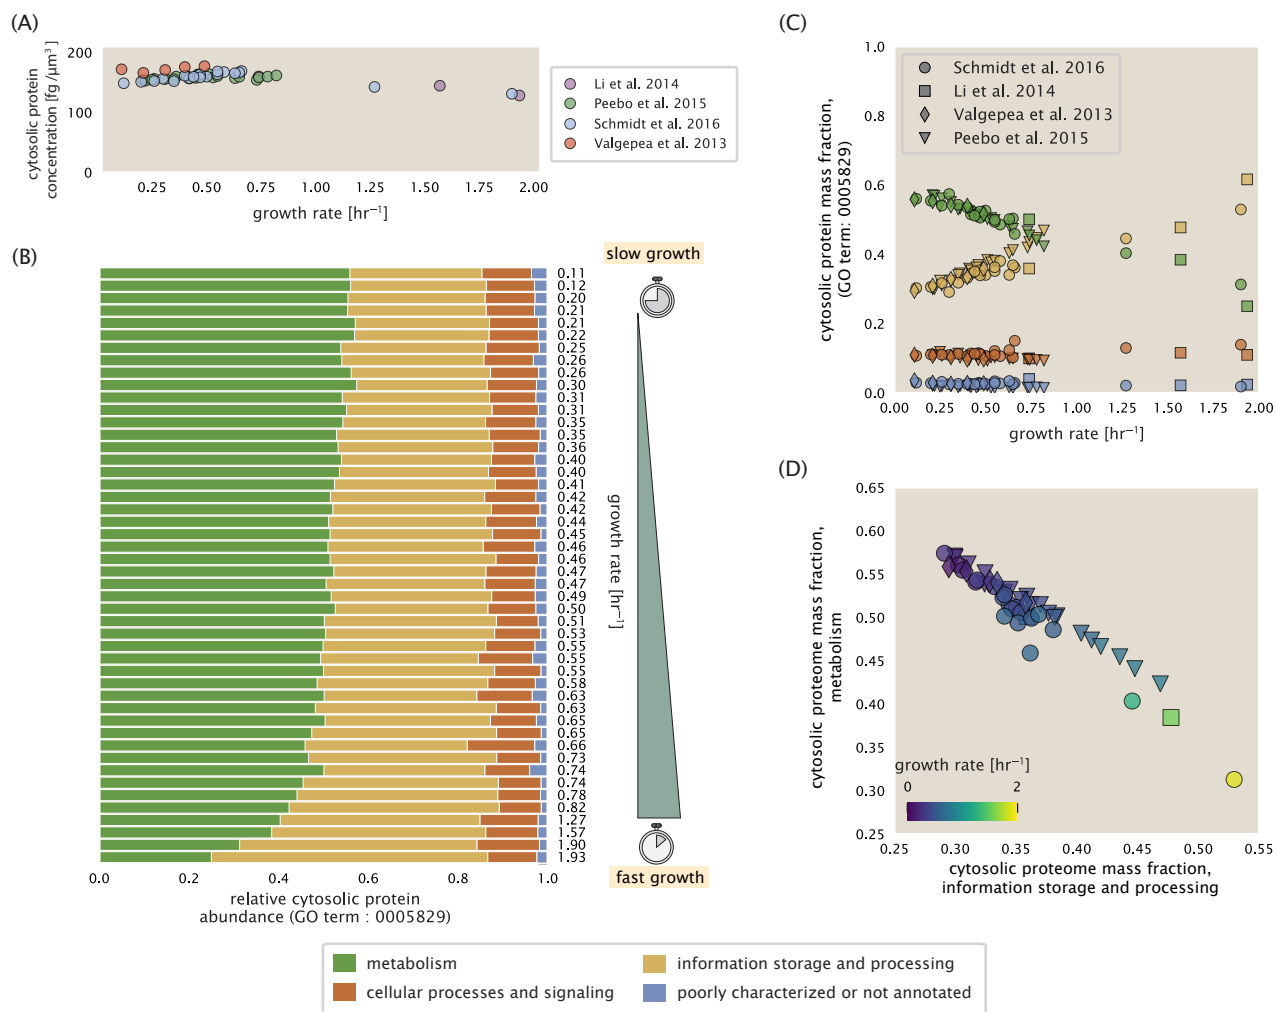 (A)
cytosolic protein
concentration [fg /μm³]
200
100
0
0.25 0.50 0.75 1.00 1.25 1.50 1.75 2.00
growth rate [hr⁻¹]
Li et al. 2014
Peebo et al. 2015
Schmidt et al. 2016
Valgepea et al. 2013
(B)
0.11
0.12
0.20
0.21
0.21
0.22
0.25
0.26
0.26
0.30
0.31
0.31
0.35
0.35
0.36
0.40
0.40
0.41
0.42
0.42
0.44
0.45
0.46
0.46
0.47
0.47
0.49
0.50
0.51
0.53
0.55
0.55
0.55
0.58
0.63
0.63
0.65
0.65
0.66
0.73
0.74
0.74
0.78
0.82
1.27
1.57
1.90
1.93
0.0 0.2 0.4 0.6 0.8 1.0
relative cytosolic protein
abundance (GO term : 0005829)
slow growth
growth rate [hr⁻¹]
fast growth
(C)
cytosolic protein mass fraction,
(GO term: 0005829)
1.0
0.8
0.6
0.4
0.2
0.0
0.00 0.25 0.50 0.75 1.00 1.25 1.50 1.75 2.00
growth rate [hr⁻¹]
Schmidt et al. 2016
Li et al. 2014
Valgepea et al. 2013
Peebo et al. 2015
(D)
cytosolic proteome mass fraction,
metabolism
0.65
0.60
0.55
0.50
0.45
0.40
0.35
0.30
0.25
growth rate [hr⁻¹]
0 2
0.25 0.30 0.35 0.40 0.45 0.50 0.55
cytosolic proteome mass fraction,
information storage and processing
metabolism
information storage and processing
cellular processes and signaling
poorly characterized or not annotated